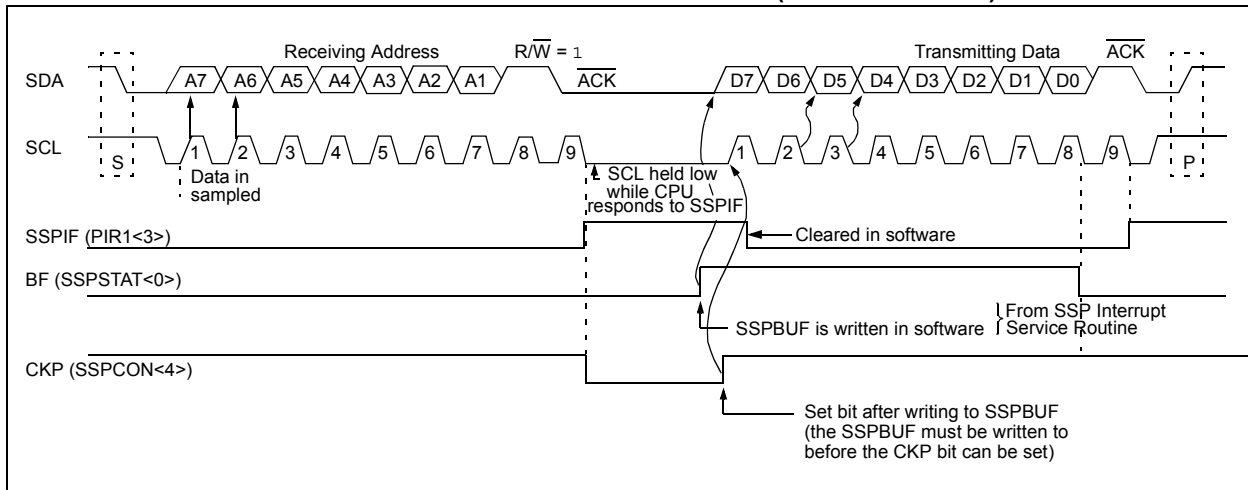 Receiving Address
R/W = 1
Transmitting Data
ACK
SDA
A7 A6 A5 A4 A3 A2 A1
ACK
D7 D6 D5 D4 D3 D2 D1 D0
SCL
S
1 2 3 4 5 6 7 8 9
1 2 3 4 5 6 7 8 9
P
Data in
sampled
SCL held low
while CPU
responds to SSPIF
SSPIF (PIR1<3>)
Cleared in software
BF (SSPSTAT<0>)
SSPBUF is written in software
From SSP Interrupt
Service Routine
CKP (SSPCON<4>)
Set bit after writing to SSPBUF
(the SSPBUF must be written to
before the CKP bit can be set)